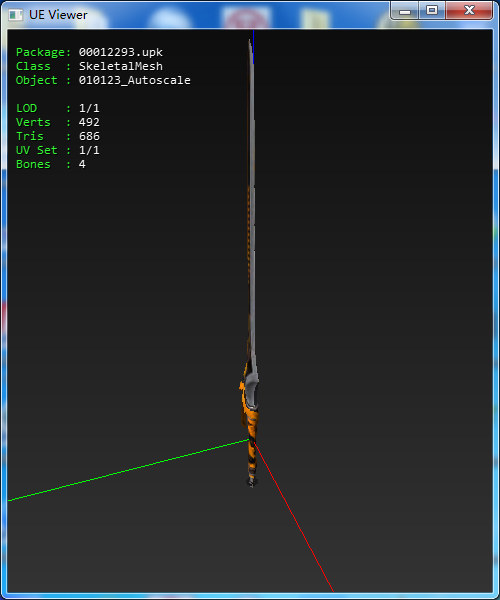 UE Viewer
Package: 00012293.upk
Class  : SkeletalMesh
Object : 010123_Autoscale
LOD    : 1/1
Verts  : 492
Tris   : 686
UV Set : 1/1
Bones  : 4